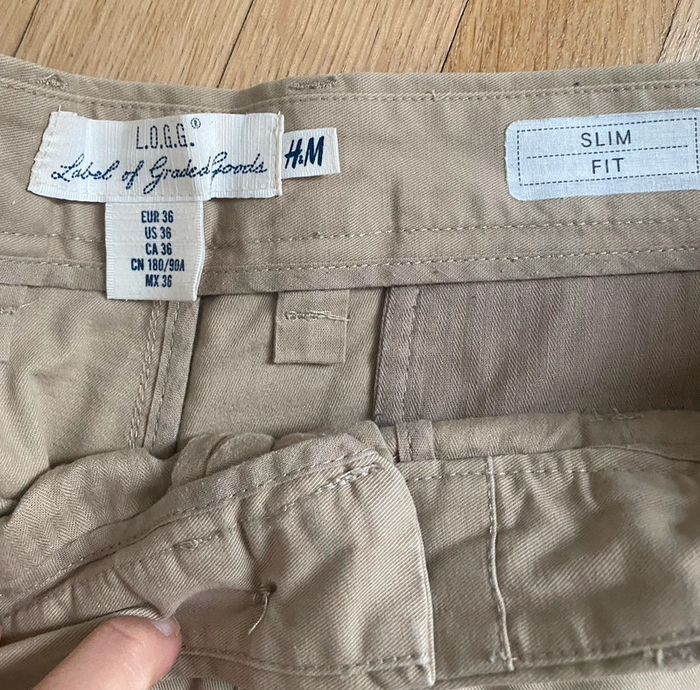 L.O.G.G.®
Label of Graded Goods
H&M
EUR 36
US 36
CA 36
CN 180/90A
MX 36
SLIM
FIT